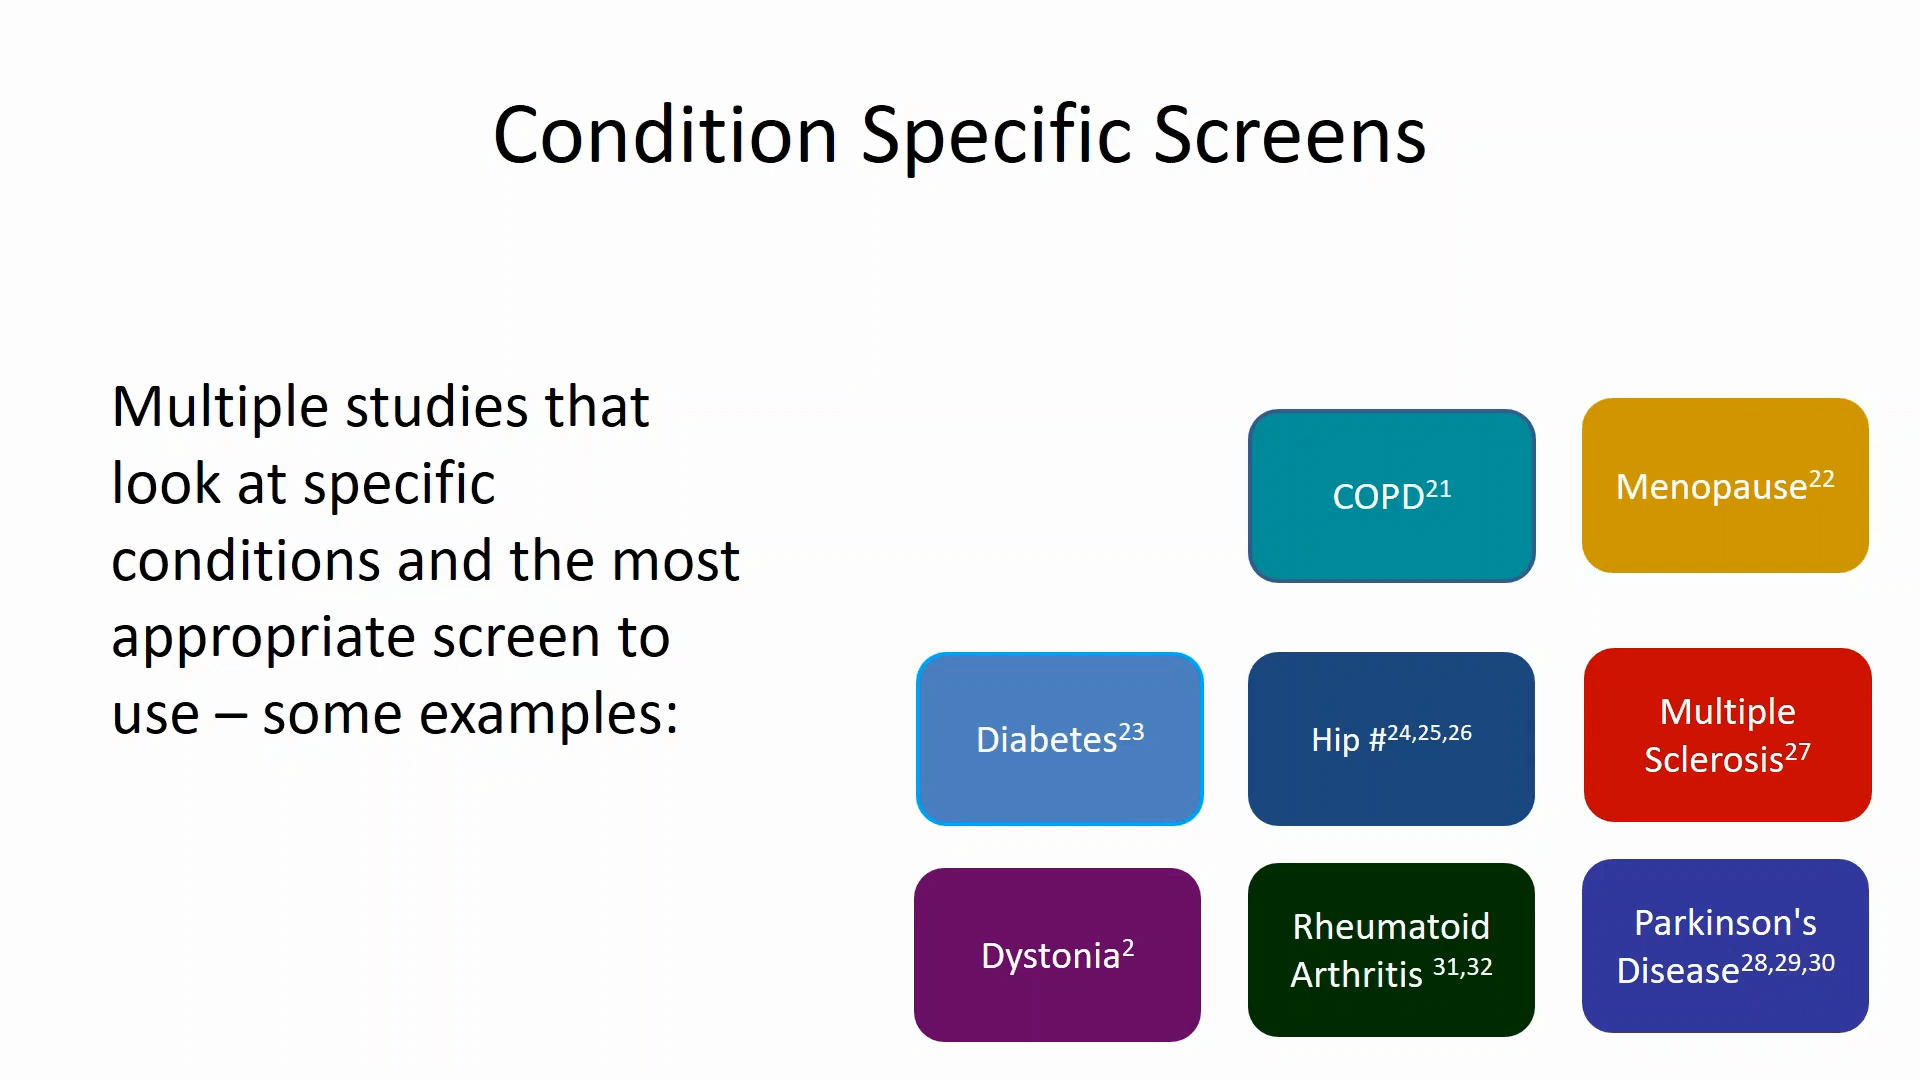 Condition Specific Screens
Multiple studies that
look at specific
conditions and the most
appropriate screen to
use – some examples:
COPD21
Menopause22
Diabetes23
Hip #24,25,26
Multiple
Sclerosis27
Dystonia2
Rheumatoid
Arthritis 31,32
Parkinson's
Disease28,29,30